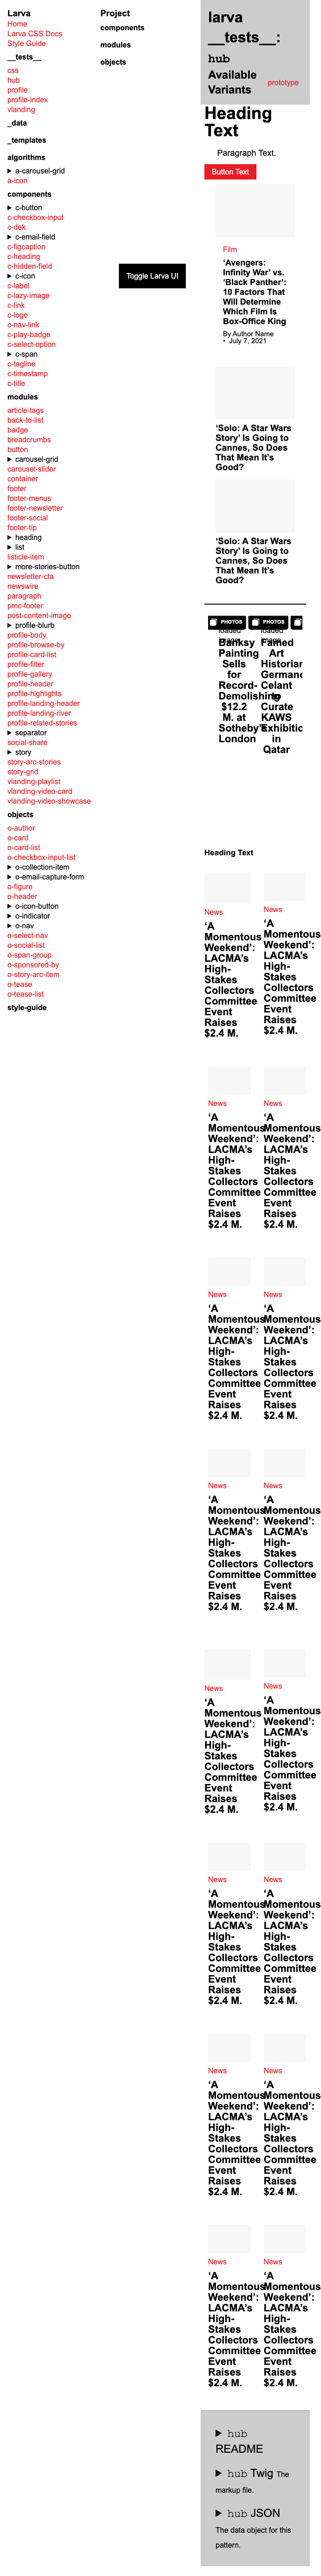 Larva
Home
Larva CSS Docs
Style Guide
__tests__
css
hub
profile
profile-index
vlanding
_data
_templates
algorithms
a-carousel-grid
a-icon
components
c-button
c-checkbox-input
c-dek
c-email-field
c-figcaption
c-heading
c-hidden-field
c-icon
c-label
c-lazy-image
c-link
c-logo
c-nav-link
c-play-badge
c-select-option
c-span
c-tagline
c-timestamp
c-title
modules
article-tags
back-to-list
badge
breadcrumbs
button
carousel-grid
carousel-slider
container
footer
footer-menus
footer-newsletter
footer-social
footer-tip
heading
list
listicle-item
more-stories-button
newsletter-cta
newswire
paragraph
pmc-footer
post-content-image
profile-blurb
profile-body
profile-browse-by
profile-card-list
profile-filter
profile-gallery
profile-header
profile-highlights
profile-landing-header
profile-landing-river
profile-related-stories
separator
social-share
story
story-arc-stories
story-grid
vlanding-playlist
vlanding-video-card
vlanding-video-showcase
objects
o-author
o-card
o-card-list
o-checkbox-input-list
o-collection-item
o-email-capture-form
o-figure
o-header
o-icon-button
o-indicator
o-nav
o-select-nav
o-social-list
o-span-group
o-sponsored-by
o-story-arc-item
o-tease
o-tease-list
style-guide
Project
components
modules
objects
Toggle Larva UI
larva
__tests__:
hub
Available
Variants
prototype
Heading
Text
Paragraph Text.
Button Text
Film
‘Avengers:
Infinity War’ vs.
‘Black Panther’:
10 Factors That
Will Determine
Which Film Is
Box-Office King
By Author Name
• July 7, 2021
‘Solo: A Star Wars
Story’ Is Going to
Cannes, So Does
That Mean It’s
Good?
‘Solo: A Star Wars
Story’ Is Going to
Cannes, So Does
That Mean It’s
Good?
PHOTOS
loaded
Banksy
Painting
Sells
for
Record-
Demolishing
$12.2
M. at
Sotheby’s
London
PHOTOS
loaded
Famed
Art
Historian
Germano
Celant
to
Curate
KAWS
Exhibition
in
Qatar
Heading Text
News
‘A
Momentous
Weekend’:
LACMA’s
High-
Stakes
Collectors
Committee
Event
Raises
$2.4 M.
News
‘A
Momentous
Weekend’:
LACMA’s
High-
Stakes
Collectors
Committee
Event
Raises
$2.4 M.
News
‘A
Momentous
Weekend’:
LACMA’s
High-
Stakes
Collectors
Committee
Event
Raises
$2.4 M.
News
‘A
Momentous
Weekend’:
LACMA’s
High-
Stakes
Collectors
Committee
Event
Raises
$2.4 M.
News
‘A
Momentous
Weekend’:
LACMA’s
High-
Stakes
Collectors
Committee
Event
Raises
$2.4 M.
News
‘A
Momentous
Weekend’:
LACMA’s
High-
Stakes
Collectors
Committee
Event
Raises
$2.4 M.
News
‘A
Momentous
Weekend’:
LACMA’s
High-
Stakes
Collectors
Committee
Event
Raises
$2.4 M.
News
‘A
Momentous
Weekend’:
LACMA’s
High-
Stakes
Collectors
Committee
Event
Raises
$2.4 M.
News
‘A
Momentous
Weekend’:
LACMA’s
High-
Stakes
Collectors
Committee
Event
Raises
$2.4 M.
News
‘A
Momentous
Weekend’:
LACMA’s
High-
Stakes
Collectors
Committee
Event
Raises
$2.4 M.
News
‘A
Momentous
Weekend’:
LACMA’s
High-
Stakes
Collectors
Committee
Event
Raises
$2.4 M.
News
‘A
Momentous
Weekend’:
LACMA’s
High-
Stakes
Collectors
Committee
Event
Raises
$2.4 M.
News
‘A
Momentous
Weekend’:
LACMA’s
High-
Stakes
Collectors
Committee
Event
Raises
$2.4 M.
News
‘A
Momentous
Weekend’:
LACMA’s
High-
Stakes
Collectors
Committee
Event
Raises
$2.4 M.
News
‘A
Momentous
Weekend’:
LACMA’s
High-
Stakes
Collectors
Committee
Event
Raises
$2.4 M.
News
‘A
Momentous
Weekend’:
LACMA’s
High-
Stakes
Collectors
Committee
Event
Raises
$2.4 M.
hub
README
hub Twig The
markup file.
hub JSON
The data object for this
pattern.